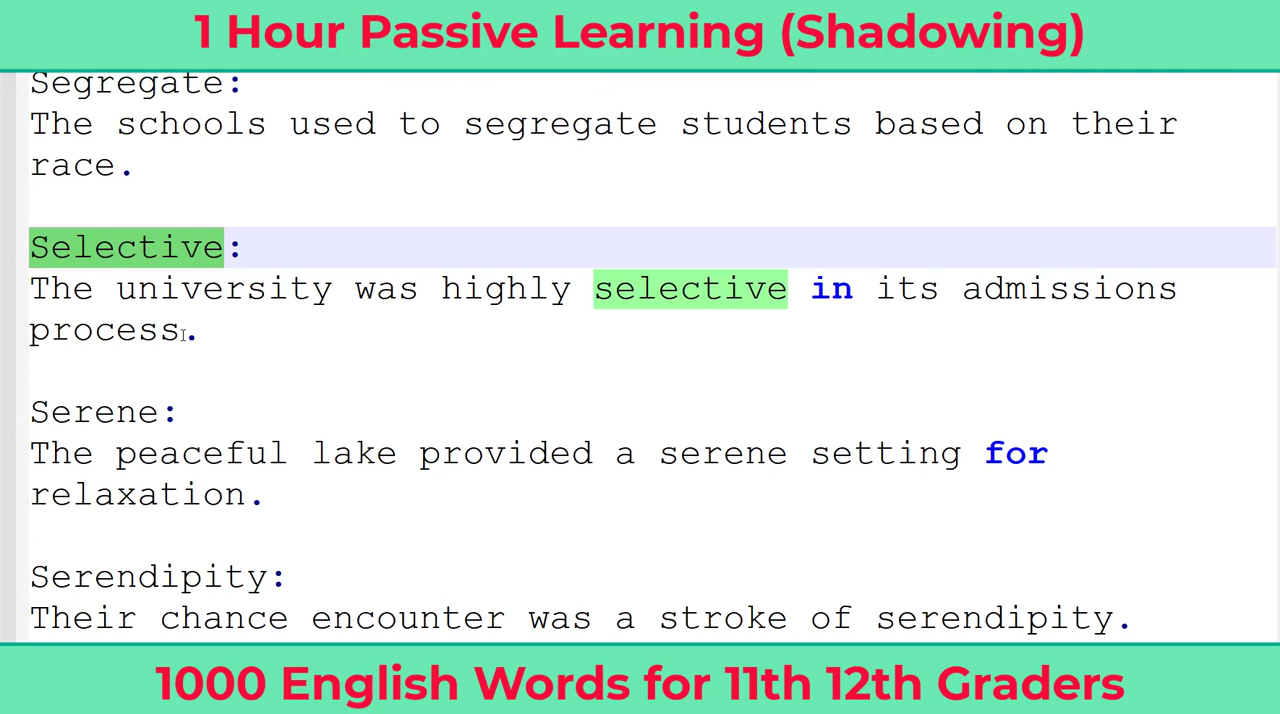 1 Hour Passive Learning (Shadowing)
Segregate:
The schools used to segregate students based on their
race.
Selective:
The university was highly selective in its admissions
process.
Serene:
The peaceful lake provided a serene setting for
relaxation.
Serendipity:
Their chance encounter was a stroke of serendipity.
1000 English Words for 11th 12th Graders